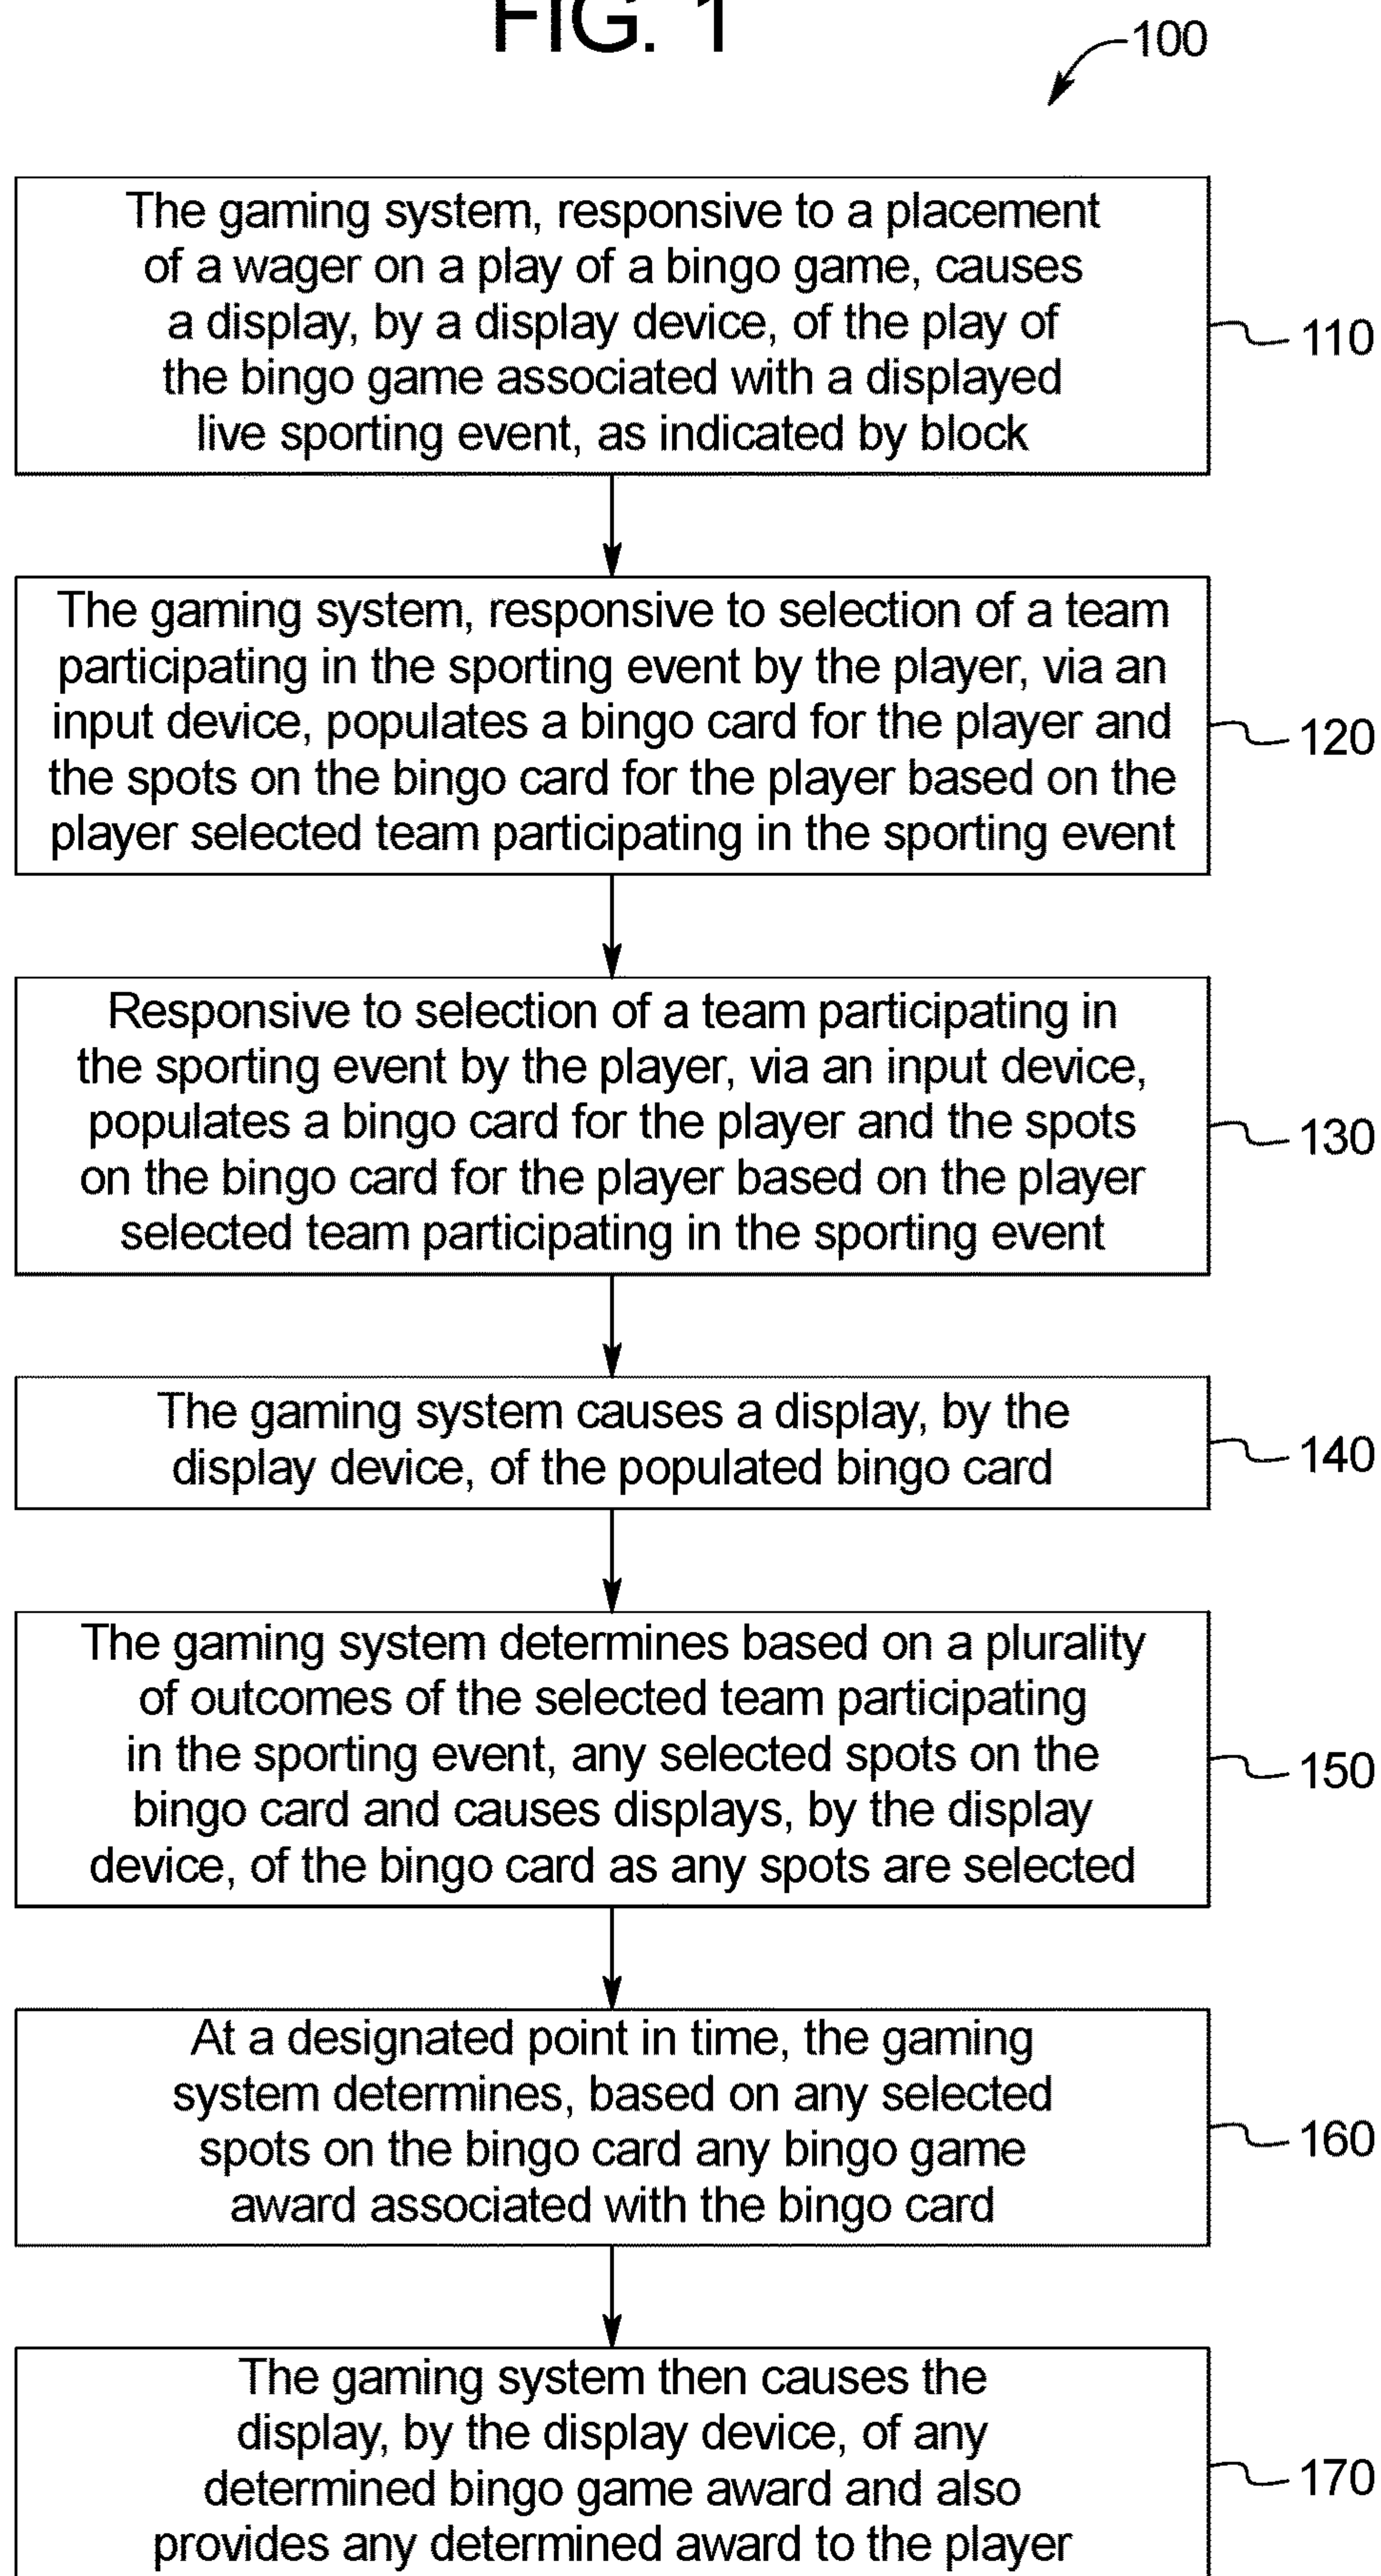 FIG. 1
100
The gaming system, responsive to a placement
of a wager on a play of a bingo game, causes
a display, by a display device, of the play of
the bingo game associated with a displayed
live sporting event, as indicated by block
110
The gaming system, responsive to selection of a team
participating in the sporting event by the player, via an
input device, populates a bingo card for the player and
the spots on the bingo card for the player based on the
player selected team participating in the sporting event
120
Responsive to selection of a team participating in
the sporting event by the player, via an input device,
populates a bingo card for the player and the spots
on the bingo card for the player based on the player
selected team participating in the sporting event
130
The gaming system causes a display, by the
display device, of the populated bingo card
140
The gaming system determines based on a plurality
of outcomes of the selected team participating
in the sporting event, any selected spots on the
bingo card and causes displays, by the display
device, of the bingo card as any spots are selected
150
At a designated point in time, the gaming
system determines, based on any selected
spots on the bingo card any bingo game
award associated with the bingo card
160
The gaming system then causes the
display, by the display device, of any
determined bingo game award and also
provides any determined award to the player
170